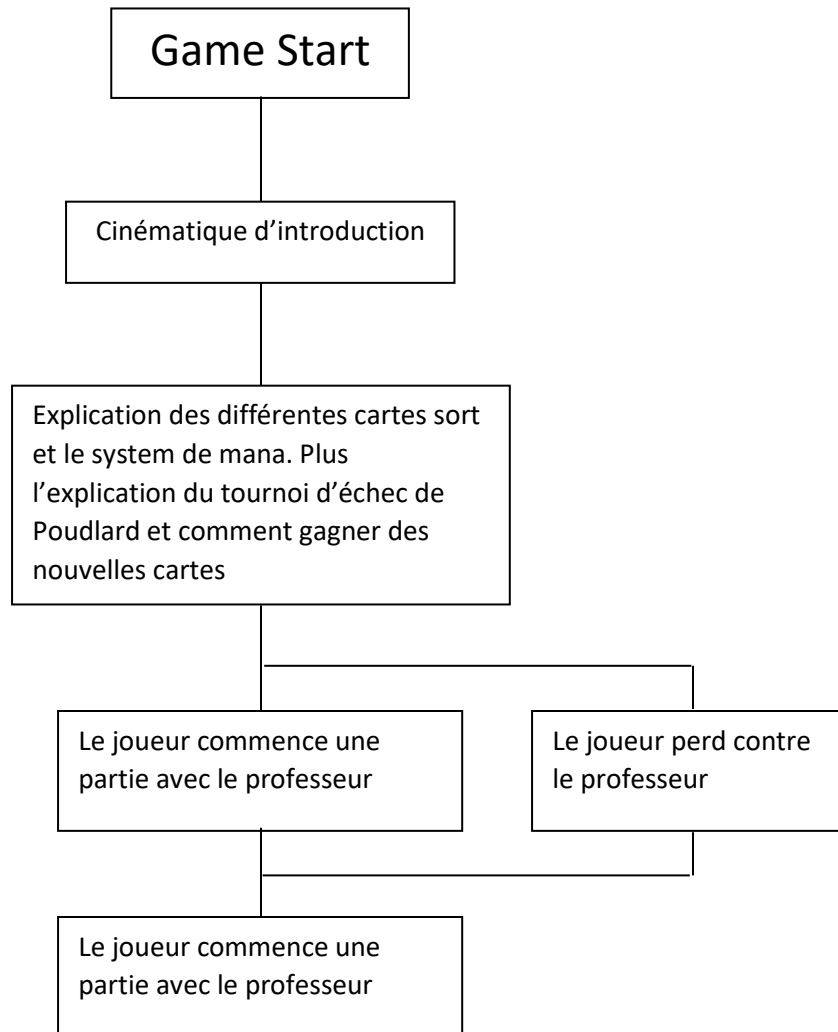 Game Start
Cinématique d’introduction
Explication des différentes cartes sort
et le system de mana. Plus
l’explication du tournoi d’échec de
Poudlard et comment gagner des
nouvelles cartes
Le joueur commence une
partie avec le professeur
Le joueur perd contre
le professeur
Le joueur commence une
partie avec le professeur